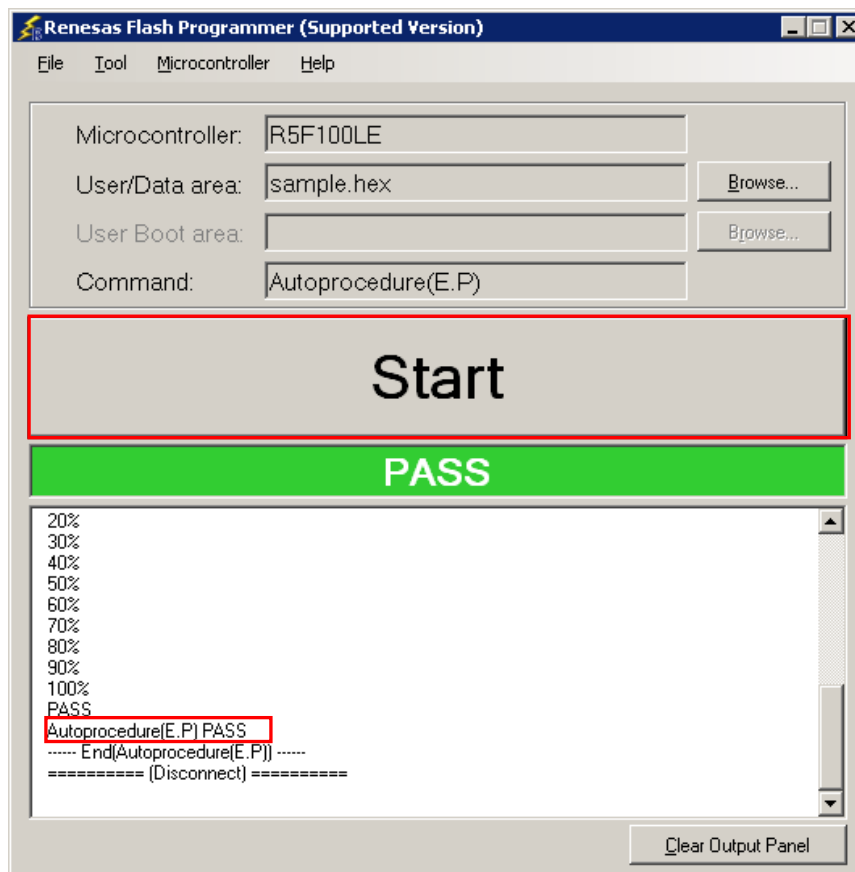 Renesas Flash Programmer (Supported Version)
File Tool Microcontroller Help
Microcontroller: R5F100LE
User/Data area: sample.hex Browse...
User Boot area: Browse...
Command: Autoprocedure(E.P)
Start
PASS
20%
30%
40%
50%
60%
70%
80%
90%
100%
PASS
Autoprocedure(E.P) PASS
------ End(Autoprocedure(E.P)) ------
========== (Disconnect) ==========
Clear Output Panel